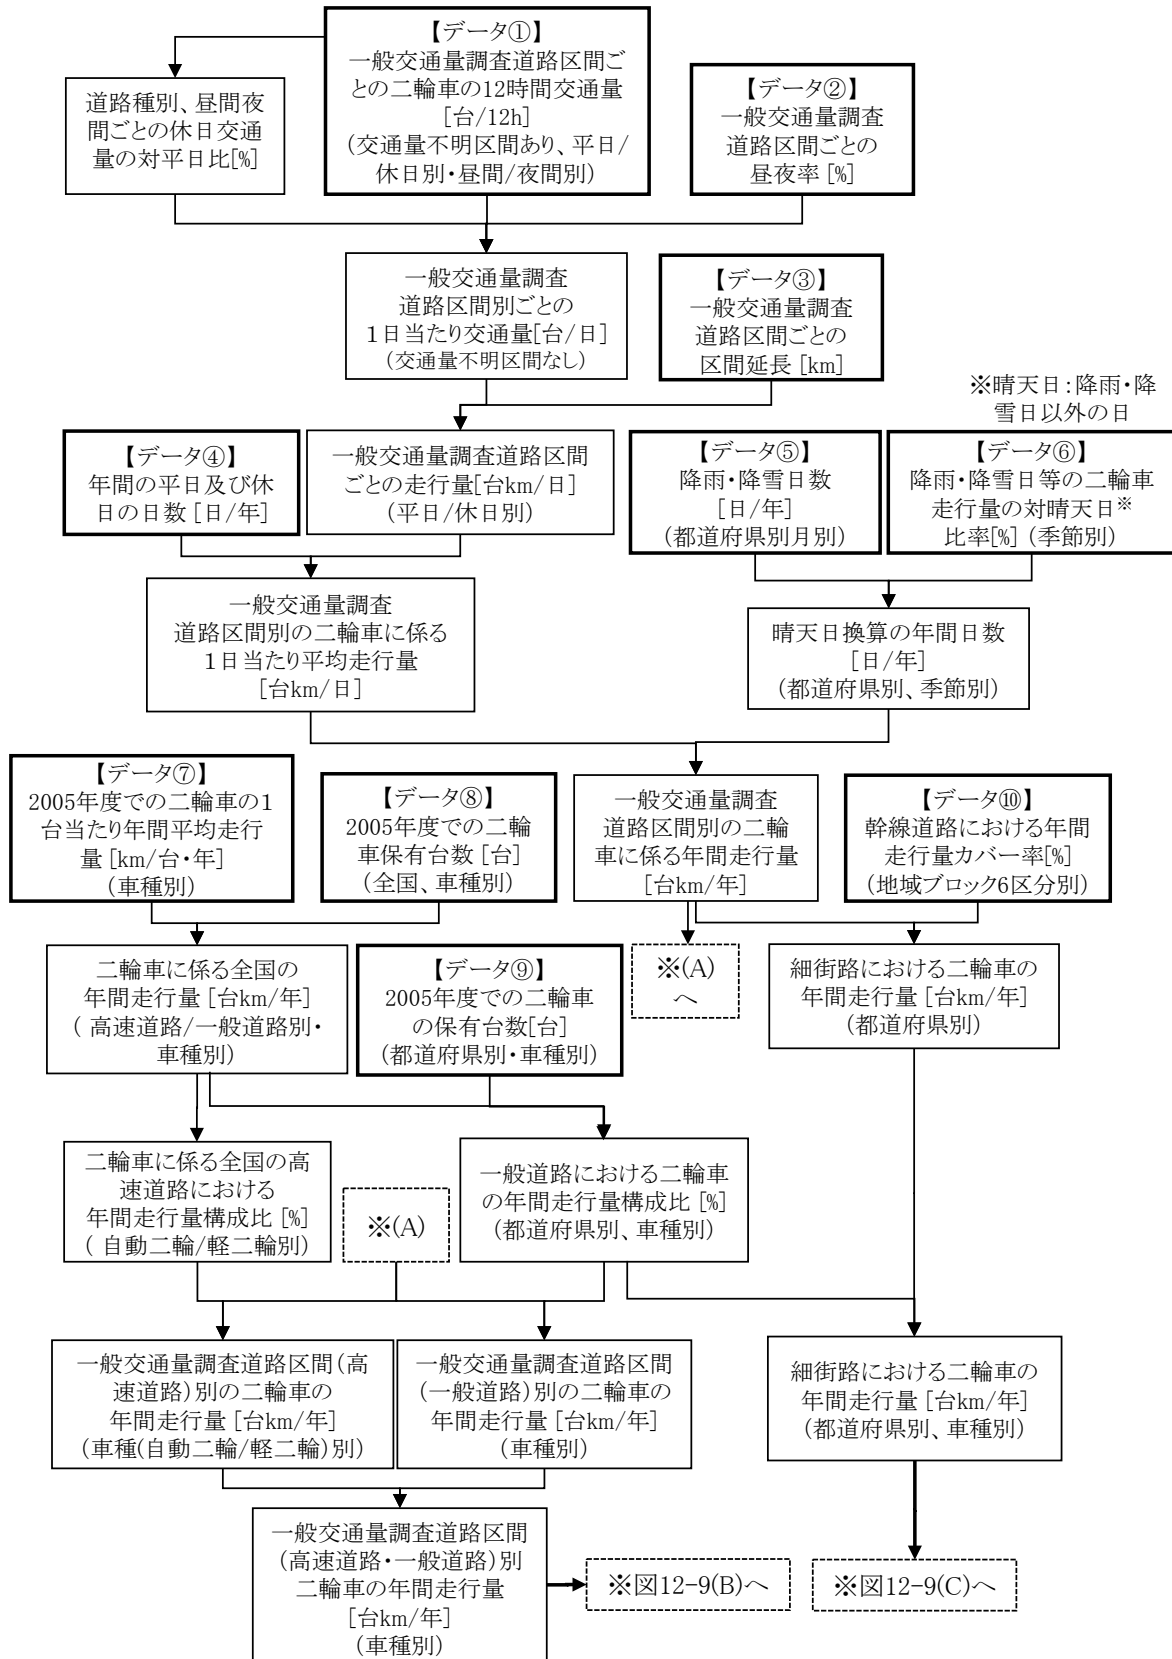 【データ①】
一般交通量調査道路区間ご
との二輪車の12時間交通量
[台/12h]
(交通量不明区間あり、平日/
休日別・昼間/夜間別)
道路種別、昼間夜
間ごとの休日交通
量の対平日比[%]
【データ②】
一般交通量調査
道路区間ごとの
昼夜率[%]
一般交通量調査
道路区間別ごとの
1日当たり交通量[台/日]
(交通量不明区間なし)
【データ③】
一般交通量調査
道路区間ごとの
区間延長[km]
※晴天日:降雨・降
雪日以外の日
【データ④】
年間の平日及び休
日の日数[日/年]
一般交通量調査道路区間
ごとの走行量[台km/日]
(平日/休日別)
【データ⑤】
降雨・降雪日数
[日/年]
(都道府県別月別)
【データ⑥】
降雨・降雪日等の二輪車
走行量の対晴天日※
比率[%](季節別)
一般交通量調査
道路区間別の二輪車に係る
1日当たり平均走行量
[台km/日]
晴天日換算の年間日数
[日/年]
(都道府県別、季節別)
【データ⑦】
2005年度での二輪車の1
台当たり年間平均走行
量[km/台・年]
(車種別)
【データ⑧】
2005年度での二輪
車保有台数[台]
(全国、車種別)
一般交通量調査
道路区間別の二輪
車に係る年間走行量
[台km/年]
【データ⑩】
幹線道路における年間
走行量カバー率[%]
(地域ブロック6区分別)
二輪車に係る全国の
年間走行量[台km/年]
(高速道路/一般道路別・
車種別)
【データ⑨】
2005年度での二輪車
の保有台数[台]
(都道府県別・車種別)
※(A)
へ
細街路における二輪車の
年間走行量[台km/年]
(都道府県別)
二輪車に係る全国の高
速道路における
年間走行量構成比[%]
(自動二輪/軽二輪別)
※(A)
一般道路における二輪車
の年間走行量構成比[%]
(都道府県別、車種別)
一般交通量調査道路区間(高
速道路)別の二輪車の
年間走行量[台km/年]
(車種(自動二輪/軽二輪)別)
一般交通量調査道路区間
(一般道路)別の二輪車の
年間走行量[台km/年]
(車種別)
細街路における二輪車の
年間走行量[台km/年]
(都道府県別、車種別)
一般交通量調査道路区間
(高速道路・一般道路)別
二輪車の年間走行量
[台km/年]
(車種別)
※図12-9(B)へ
※図12-9(C)へ